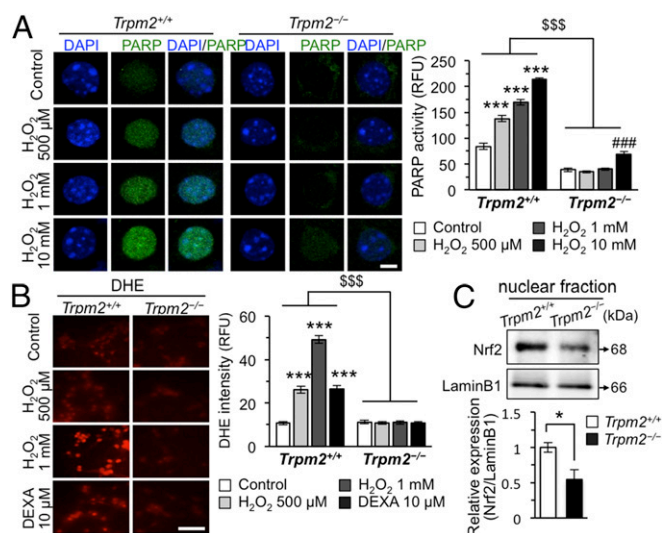 A
Trpm2+/+
Trpm2−/−
DAPI PARP DAPI/PARP DAPI PARP DAPI/PARP
Control
H2O2
500 µM
H2O2
1 mM
H2O2
10 mM
$$$
PARP activity (RFU)
250
200
150
100
50
0
***
***
***
###
Trpm2+/+
Trpm2−/−
Control
H2O2 1 mM
H2O2 500 µM
H2O2 10 mM
B
DHE
Trpm2+/+
Trpm2−/−
Control
H2O2
500 µM
H2O2
1 mM
DEXA
10 µM
$$$
DHE intensity (RFU)
60
40
20
0
***
***
***
Trpm2+/+
Trpm2−/−
Control
H2O2 1 mM
H2O2 500 µM
DEXA 10 µM
C
nuclear fraction
Trpm2+/+
Trpm2−/−
(kDa)
Nrf2
68
LaminB1
66
Relative expression
(Nrf2/LaminB1)
1.5
1
0.5
0
*
Trpm2+/+
Trpm2−/−